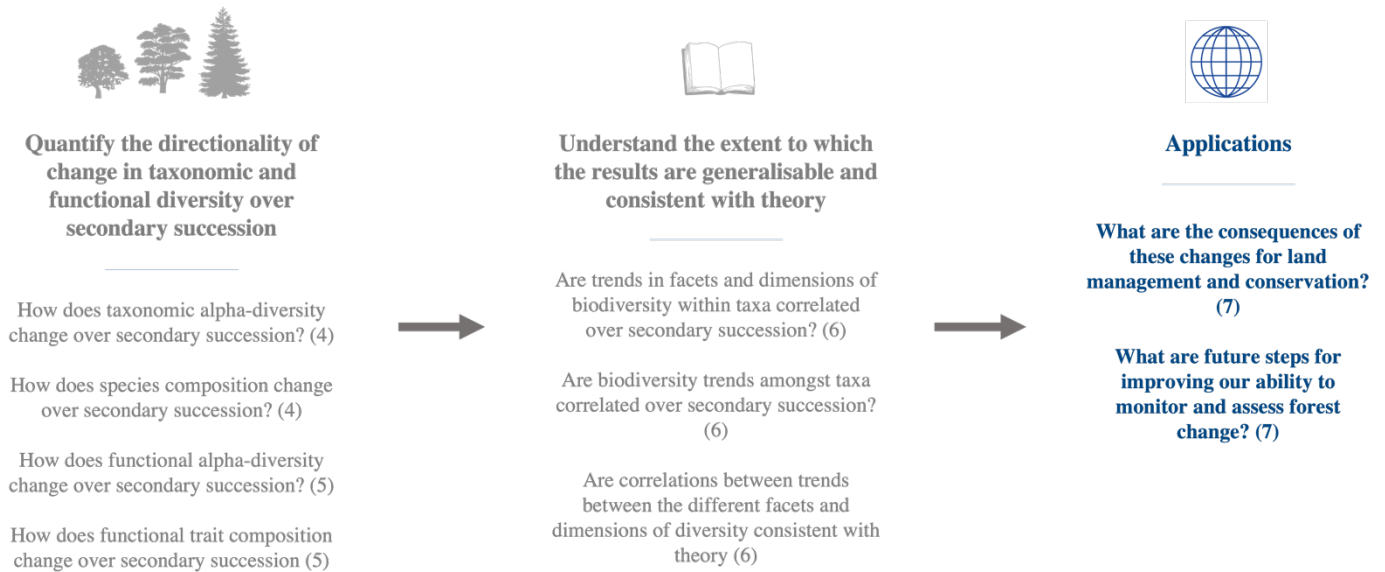 Quantify the directionality of
change in taxonomic and
functional diversity over
secondary succession
How does taxonomic alpha-diversity
change over secondary succession? (4)
How does species composition change
over secondary succession? (4)
How does functional alpha-diversity
change over secondary succession? (5)
How does functional trait composition
change over secondary succession (5)
Understand the extent to which
the results are generalisable and
consistent with theory
Are trends in facets and dimensions of
biodiversity within taxa correlated
over secondary succession? (6)
Are biodiversity trends amongst taxa
correlated over secondary succession?
(6)
Are correlations between trends
between the different facets and
dimensions of diversity consistent with
theory (6)
Applications
What are the consequences of
these changes for land
management and conservation?
(7)
What are future steps for
improving our ability to
monitor and assess forest
change? (7)